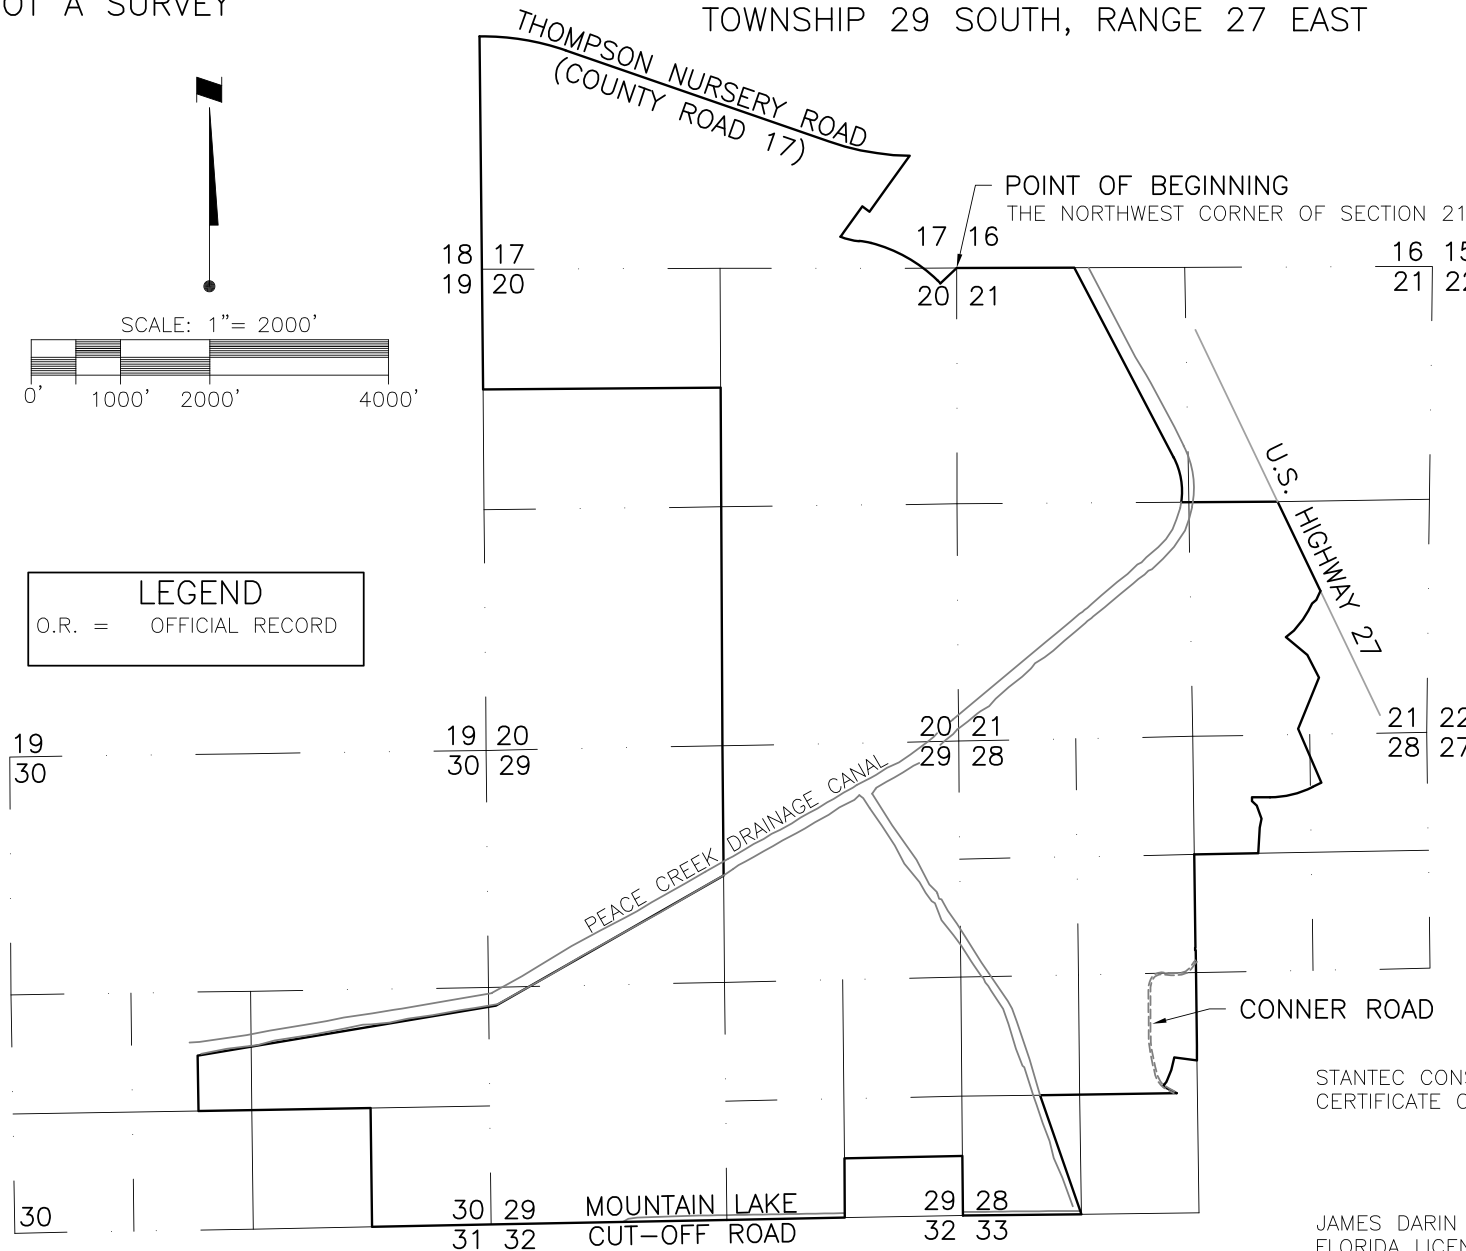 OT A SURVEY
TOWNSHIP 29 SOUTH, RANGE 27 EAST
THOMPSON NURSERY ROAD
(COUNTY ROAD 17)
POINT OF BEGINNING
THE NORTHWEST CORNER OF SECTION 21
18 17
19 20
17 16
20 21
16 15
21 22
SCALE: 1"= 2000'
0' 1000' 2000' 4000'
U.S. HIGHWAY 27
LEGEND
O.R. = OFFICIAL RECORD
19
30
19 20
30 29
20 21
29 28
21 22
28 27
PEACE CREEK DRAINAGE CANAL
CONNER ROAD
STANTEC CONS
CERTIFICATE O
30
30 29
31 32
MOUNTAIN LAKE
CUT-OFF ROAD
29 28
32 33
JAMES DARIN
FLORIDA LICEN